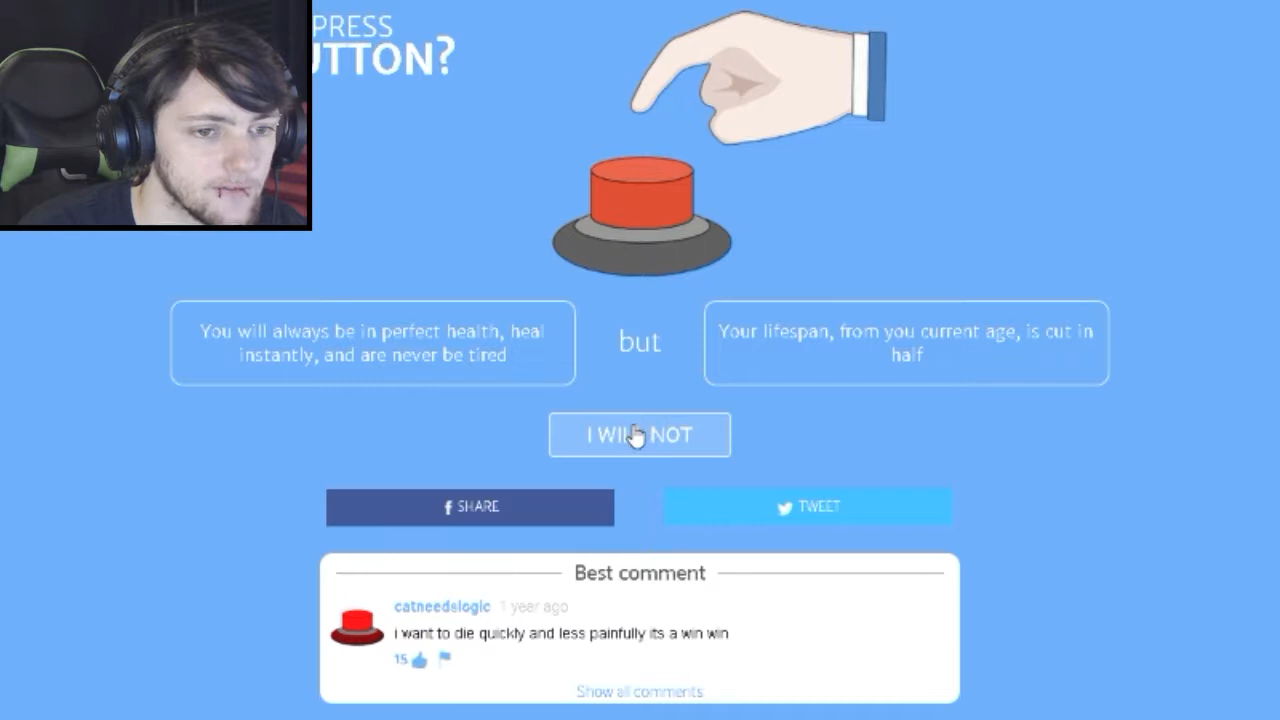 PRESS
UTTON?
You will always be in perfect health, heal
instantly, and are never be tired
but
Your lifespan, from you current age, is cut in
half
I WILL NOT
f SHARE
TWEET
Best comment
catneedslogic 1 year ago
i want to die quickly and less painfully its a win win
15
Show all comments